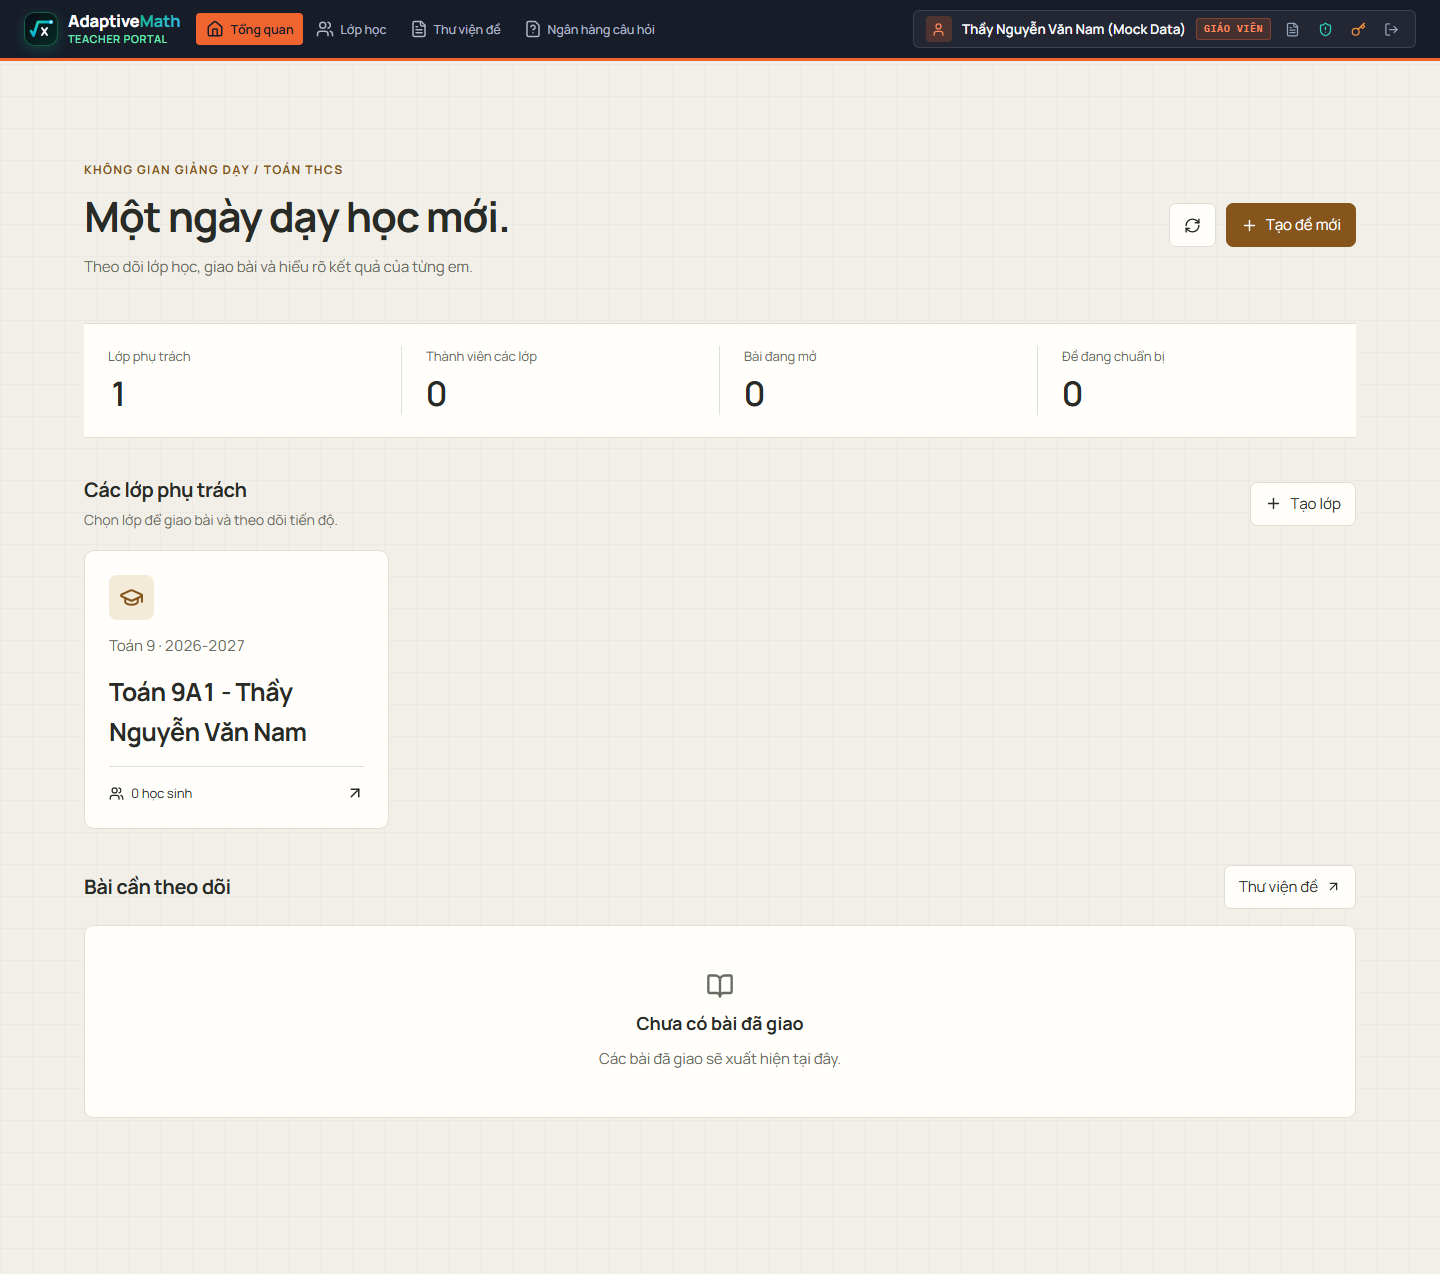 AdaptiveMath
TEACHER PORTAL
Tổng quan
Lớp học
Thư viện đề
Ngân hàng câu hỏi
Thầy Nguyễn Văn Nam (Mock Data)
GIÁO VIÊN
KHÔNG GIAN GIẢNG DẠY / TOÁN THCS
Một ngày dạy học mới.
Theo dõi lớp học, giao bài và hiểu rõ kết quả của từng em.
Tạo đề mới
Lớp phụ trách
1
Thành viên các lớp
0
Bài đang mở
0
Đề đang chuẩn bị
0
Các lớp phụ trách
Chọn lớp để giao bài và theo dõi tiến độ.
Tạo lớp
Toán 9 · 2026-2027
Toán 9A1 - Thầy
Nguyễn Văn Nam
0 học sinh
Bài cần theo dõi
Thư viện đề
Chưa có bài đã giao
Các bài đã giao sẽ xuất hiện tại đây.